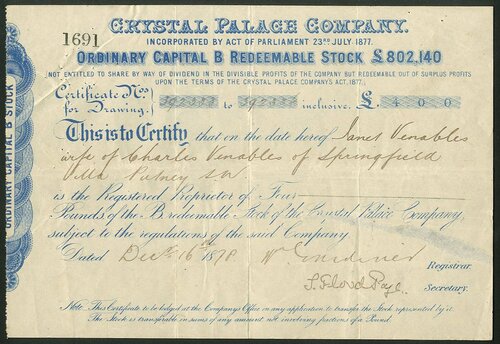 CRYSTAL PALACE COMPANY.
1691
INCORPORATED BY ACT OF PARLIAMENT 23RD JULY 1877.
ORDINARY CAPITAL B REDEEMABLE STOCK £802,140
NOT ENTITLED TO SHARE BY WAY OF DIVIDEND IN THE DIVISIBLE PROFITS OF THE COMPANY BUT REDEEMABLE OUT OF SURPLUS PROFITS
UPON THE TERMS OF THE CRYSTAL PALACE COMPANYS ACT, 1877.
Certificate Nos
for Drawing. to inclusive. £ 400
This is to Certify that on the date hereof Janet Venables
wife of Charles Venables of Springfield
Villa Putney SW
is the Registered Proprietor of Four
Pounds of the B redeemable Stock of the Crystal Palace Company,
subject to the regulations of the said Company
Dated Decr 16th 1878 W Gardiner
Registrar.
Secretary.
Note. This Certificate to be lodged at the Company's Office on any application to transfer the Stock represented by it.
The Stock is transferable in sums of any amount not involving fractions of a Pound.
ORDINARY CAPITAL B STOCK